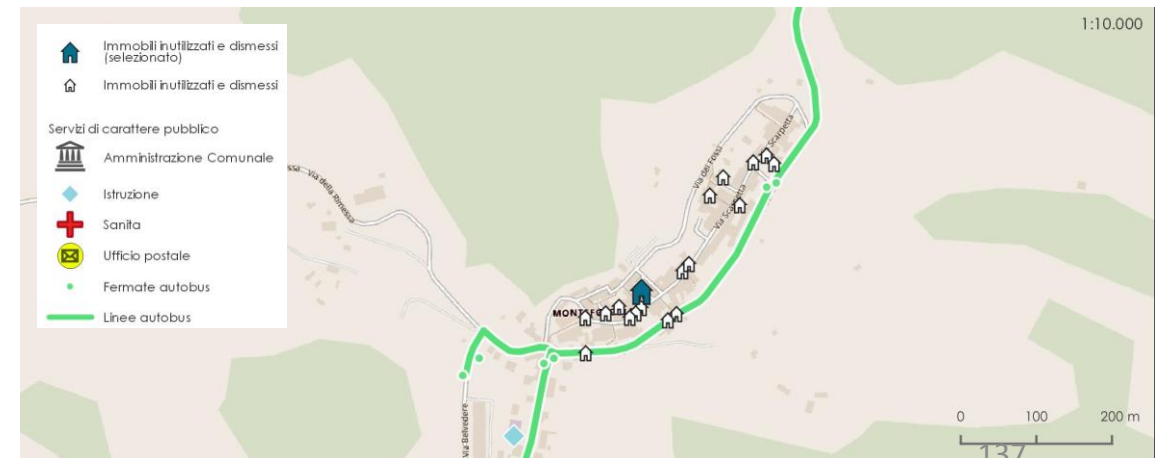 1:10.000
Immobili inutilizzati e dismessi
(selezionato)
Immobili inutilizzati e dismessi
Servizi di carattere pubblico
Amministrazione Comunale
Istruzione
Sanita
Ufficio postale
Fermate autobus
Linee autobus
Via della Rimessa
Via dei Fossi
Via Scarpetta
Via Scarpetta
Via Belvedere
0 100 200 m
137